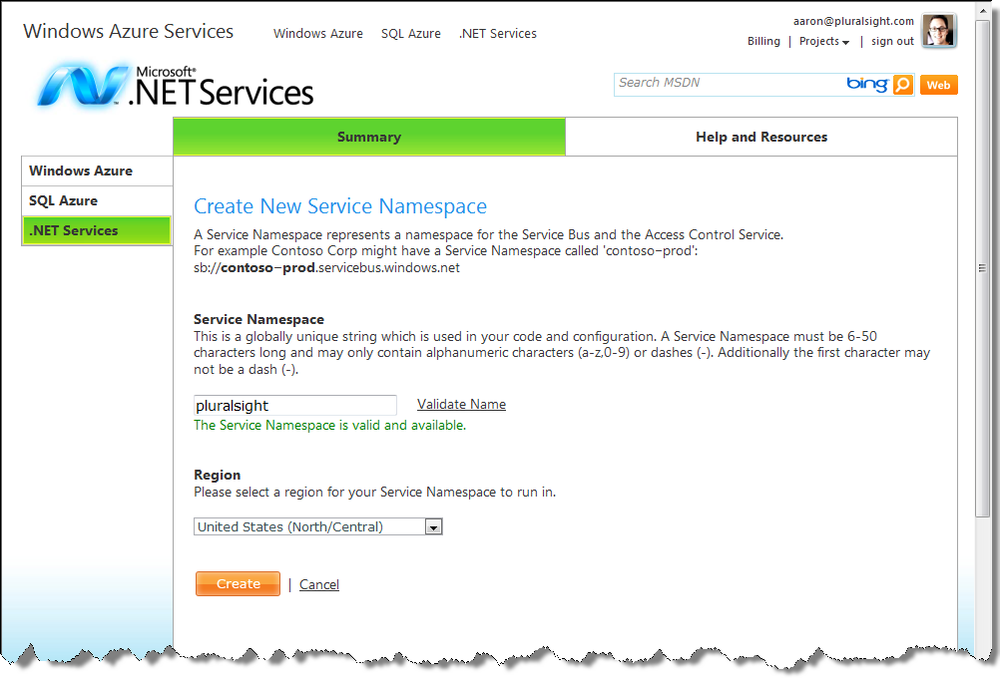 Windows Azure Services
Windows Azure SQL Azure .NET Services
aaron@pluralsight.com
Billing | Projects | sign out
Microsoft®
.NET Services™
Search MSDN bing Web
Summary Help and Resources
Windows Azure
SQL Azure
.NET Services
Create New Service Namespace
A Service Namespace represents a namespace for the Service Bus and the Access Control Service.
For example Contoso Corp might have a Service Namespace called 'contoso-prod':
sb://contoso-prod.servicebus.windows.net
Service Namespace
This is a globally unique string which is used in your code and configuration. A Service Namespace must be 6-50
characters long and may only contain alphanumeric characters (a-z,0-9) or dashes (-). Additionally the first character may
not be a dash (-).
pluralsight Validate Name
The Service Namespace is valid and available.
Region
Please select a region for your Service Namespace to run in.
United States (North/Central)
Create | Cancel